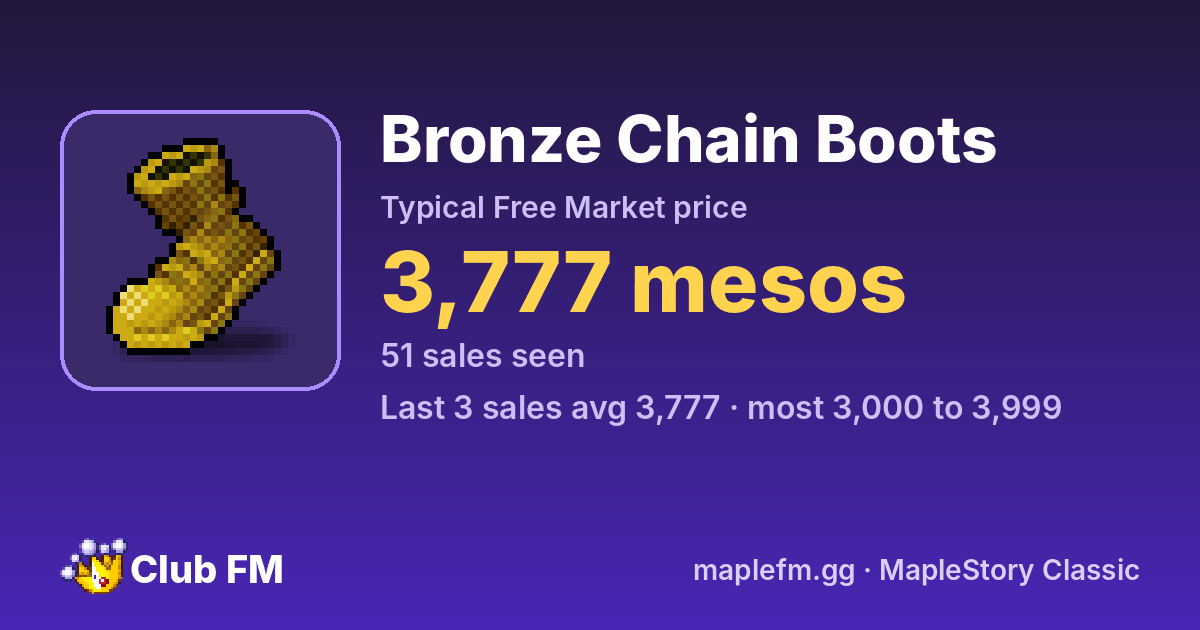 Bronze Chain Boots
Typical Free Market price
3,777 mesos
51 sales seen
Last 3 sales avg 3,777 · most 3,000 to 3,999
Club FM
maplefm.gg · MapleStory Classic